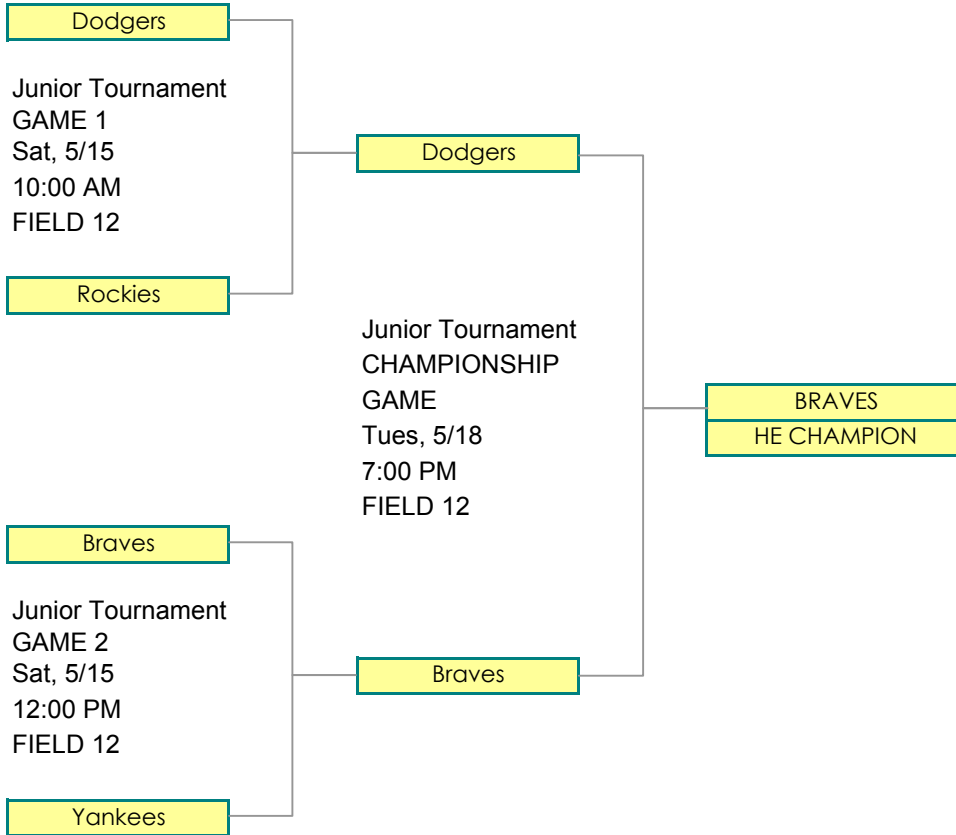 Dodgers
Junior Tournament
GAME 1
Sat, 5/15
10:00 AM
FIELD 12
Rockies
Dodgers
Junior Tournament
CHAMPIONSHIP
GAME
Tues, 5/18
7:00 PM
FIELD 12
BRAVES
HE CHAMPION
Braves
Junior Tournament
GAME 2
Sat, 5/15
12:00 PM
FIELD 12
Yankees
Braves